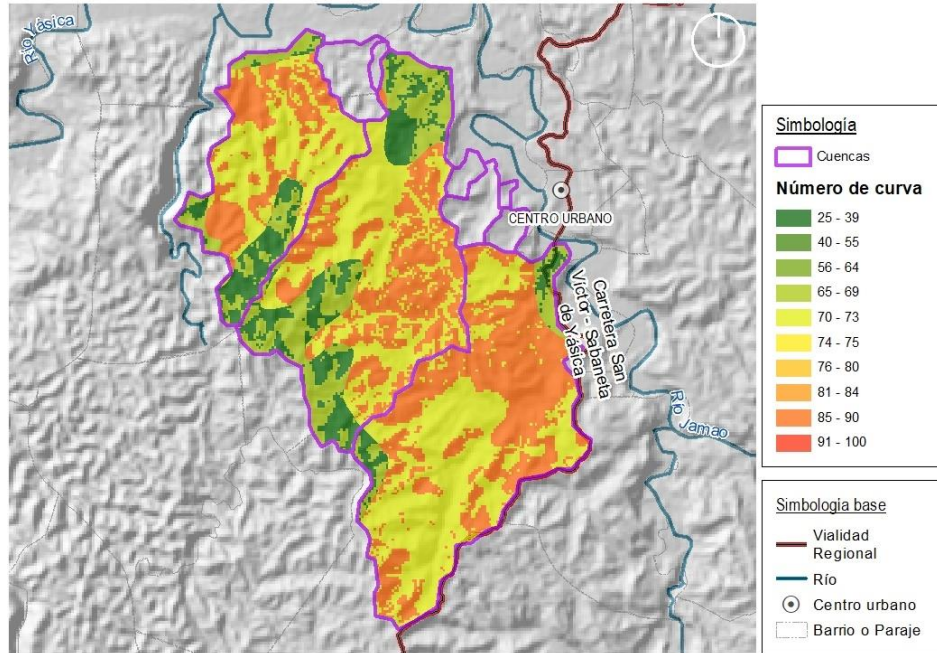 Río Yásica
CENTRO URBANO
Carretera San
Víctor - Sabaneta
de Yásica
Río Jamao
Simbología
Cuencas
Número de curva
25 - 39
40 - 55
56 - 64
65 - 69
70 - 73
74 - 75
76 - 80
81 - 84
85 - 90
91 - 100
Simbología base
Vialidad
Regional
Río
Centro urbano
Barrio o Paraje